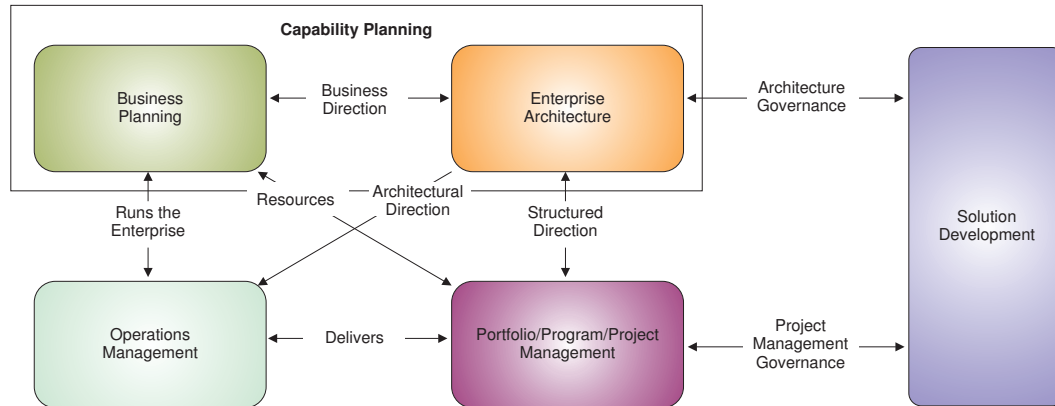 Capability Planning
Business
Planning
Business
Direction
Enterprise
Architecture
Architecture
Governance
Resources
Architectural
Direction
Runs the
Enterprise
Structured
Direction
Solution
Development
Operations
Management
Delivers
Portfolio/Program/Project
Management
Project
Management
Governance